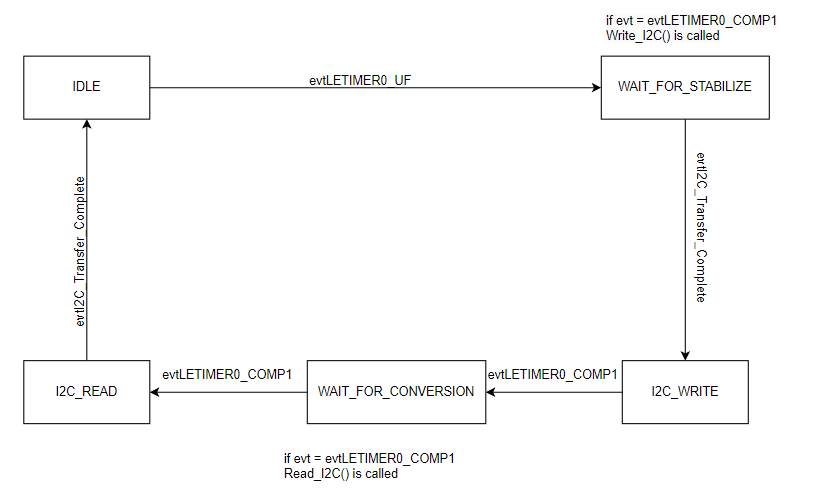 if evt = evtLETIMER0_COMP1
Write_I2C() is called
IDLE
evtLETIMER0_UF
WAIT_FOR_STABILIZE
evtI2C_Transfer_Complete
evtI2C_Transfer_Complete
I2C_READ
evtLETIMER0_COMP1
WAIT_FOR_CONVERSION
evtLETIMER0_COMP1
I2C_WRITE
if evt = evtLETIMER0_COMP1
Read_I2C() is called